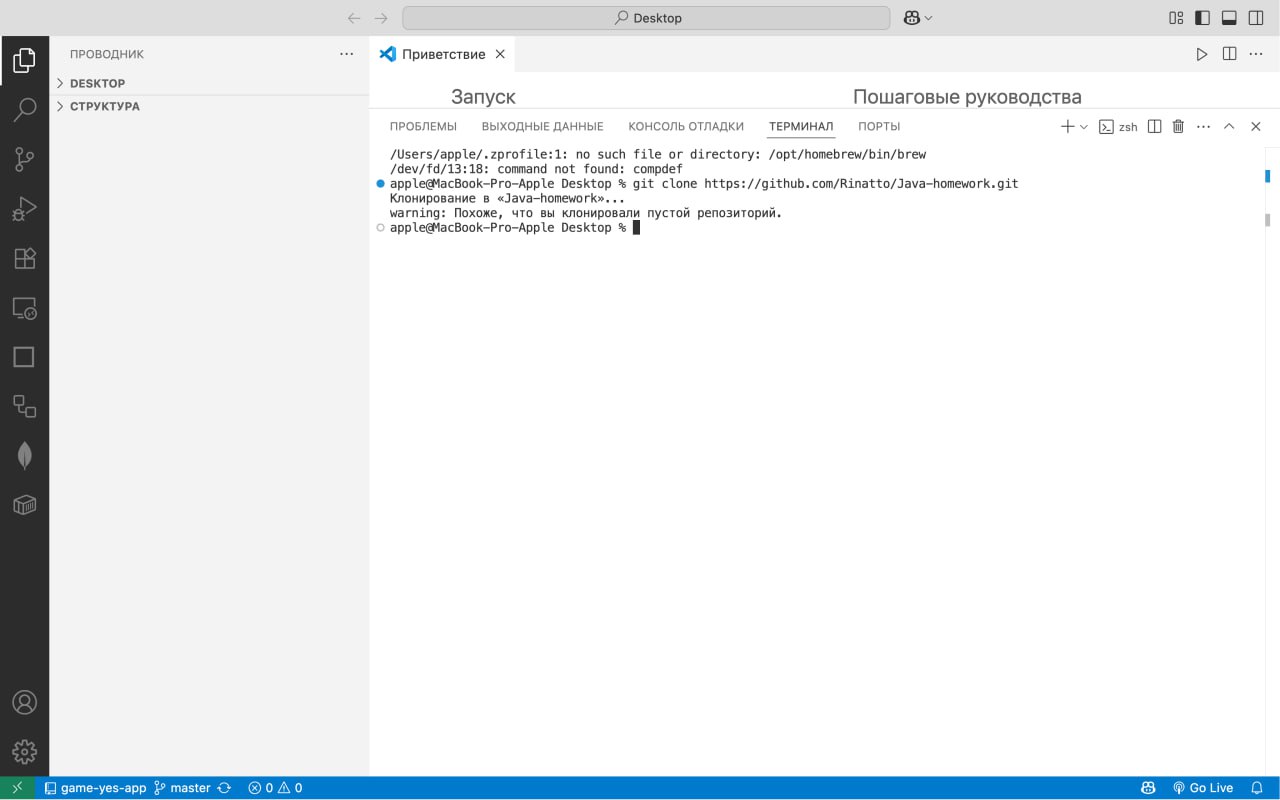 Desktop
ПРОВОДНИК
DESKTOP
СТРУКТУРА
Приветствие
Запуск
Пошаговые руководства
ПРОБЛЕМЫ ВЫХОДНЫЕ ДАННЫЕ КОНСОЛЬ ОТЛАДКИ ТЕРМИНАЛ ПОРТЫ
zsh
/Users/apple/.zprofile:1: no such file or directory: /opt/homebrew/bin/brew
/dev/fd/13:18: command not found: compdef
apple@MacBook-Pro-Apple Desktop % git clone https://github.com/Rinatto/Java-homework.git
Клонирование в «Java-homework»...
warning: Похоже, что вы клонировали пустой репозиторий.
apple@MacBook-Pro-Apple Desktop %
game-yes-app master 0 0
Go Live